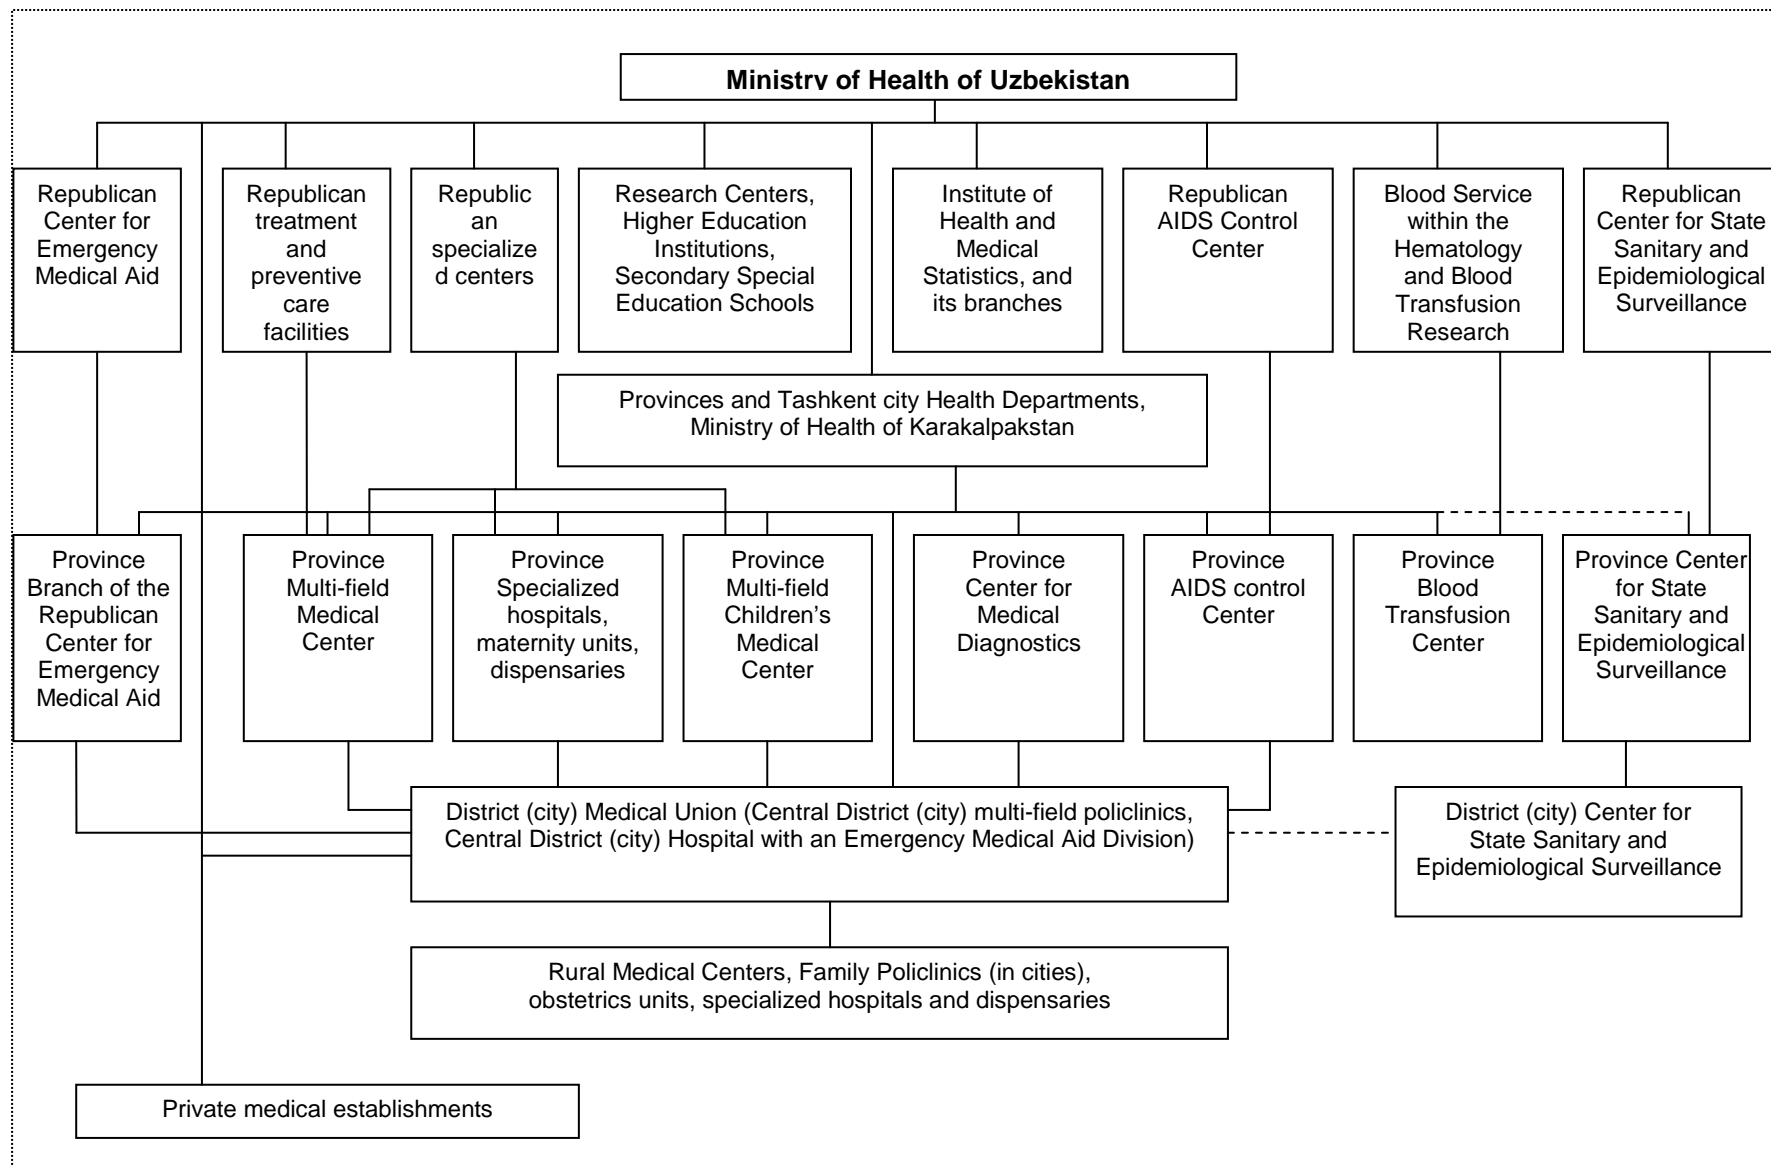 Ministry of Health of Uzbekistan
Republican
Center for
Emergency
Medical Aid
Republican
treatment
and
preventive
care
facilities
Republic
an
specialize
d centers
Research Centers,
Higher Education
Institutions,
Secondary Special
Education Schools
Institute of
Health and
Medical
Statistics, and
its branches
Republican
AIDS Control
Center
Blood Service
within the
Hematology
and Blood
Transfusion
Research
Republican
Center for State
Sanitary and
Epidemiological
Surveillance
Provinces and Tashkent city Health Departments,
Ministry of Health of Karakalpakstan
Province
Branch of the
Republican
Center for
Emergency
Medical Aid
Province
Multi-field
Medical
Center
Province
Specialized
hospitals,
maternity units,
dispensaries
Province
Multi-field
Children’s
Medical
Center
Province
Center for
Medical
Diagnostics
Province
AIDS control
Center
Province
Blood
Transfusion
Center
Province Center
for State
Sanitary and
Epidemiological
Surveillance
District (city) Medical Union (Central District (city) multi-field policlinics,
Central District (city) Hospital with an Emergency Medical Aid Division)
District (city) Center for
State Sanitary and
Epidemiological Surveillance
Rural Medical Centers, Family Policlinics (in cities),
obstetrics units, specialized hospitals and dispensaries
Private medical establishments